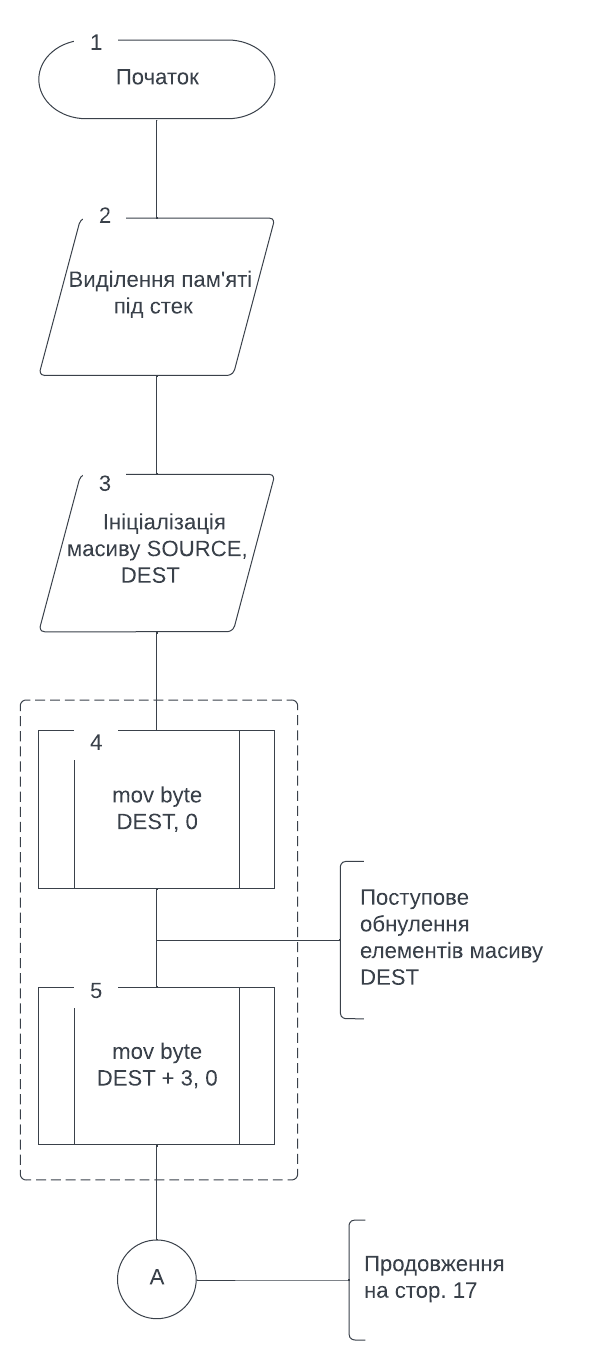 1
Початок
2
Виділення пам'яті
під стек
3
Ініціалізація
масиву SOURCE,
DEST
4
mov byte
DEST, 0
Поступове
обнулення
елементів масиву
DEST
5
mov byte
DEST + 3, 0
A
Продовження
на стор. 17